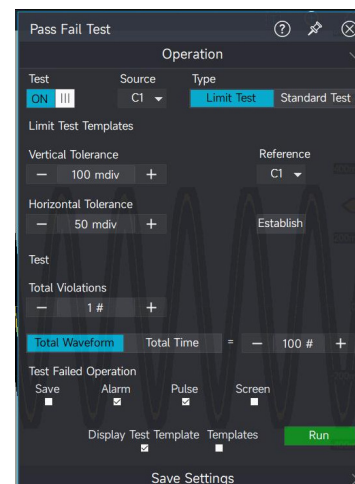 Pass Fail Test
Operation
Test Source Type
ON C1 Limit Test Standard Test
Limit Test Templates
Vertical Tolerance Reference
− 100 mdiv + C1
Horizontal Tolerance
− 50 mdiv + Establish
Test
Total Violations
− 1 # +
Total Waveform Total Time = − 100 # +
Test Failed Operation
Save Alarm Pulse Screen
Display Test Template Templates Run
Save Settings